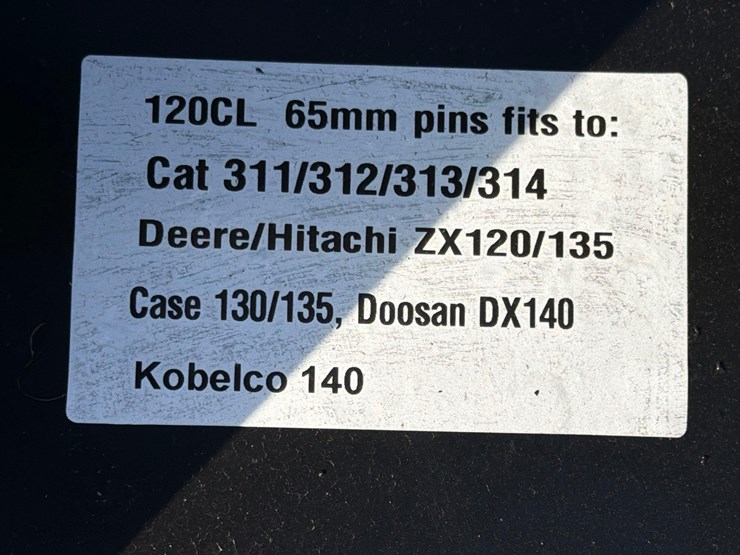 120CL 65mm pins fits to:
Cat 311/312/313/314
Deere/Hitachi ZX120/135
Case 130/135, Doosan DX140
Kobelco 140